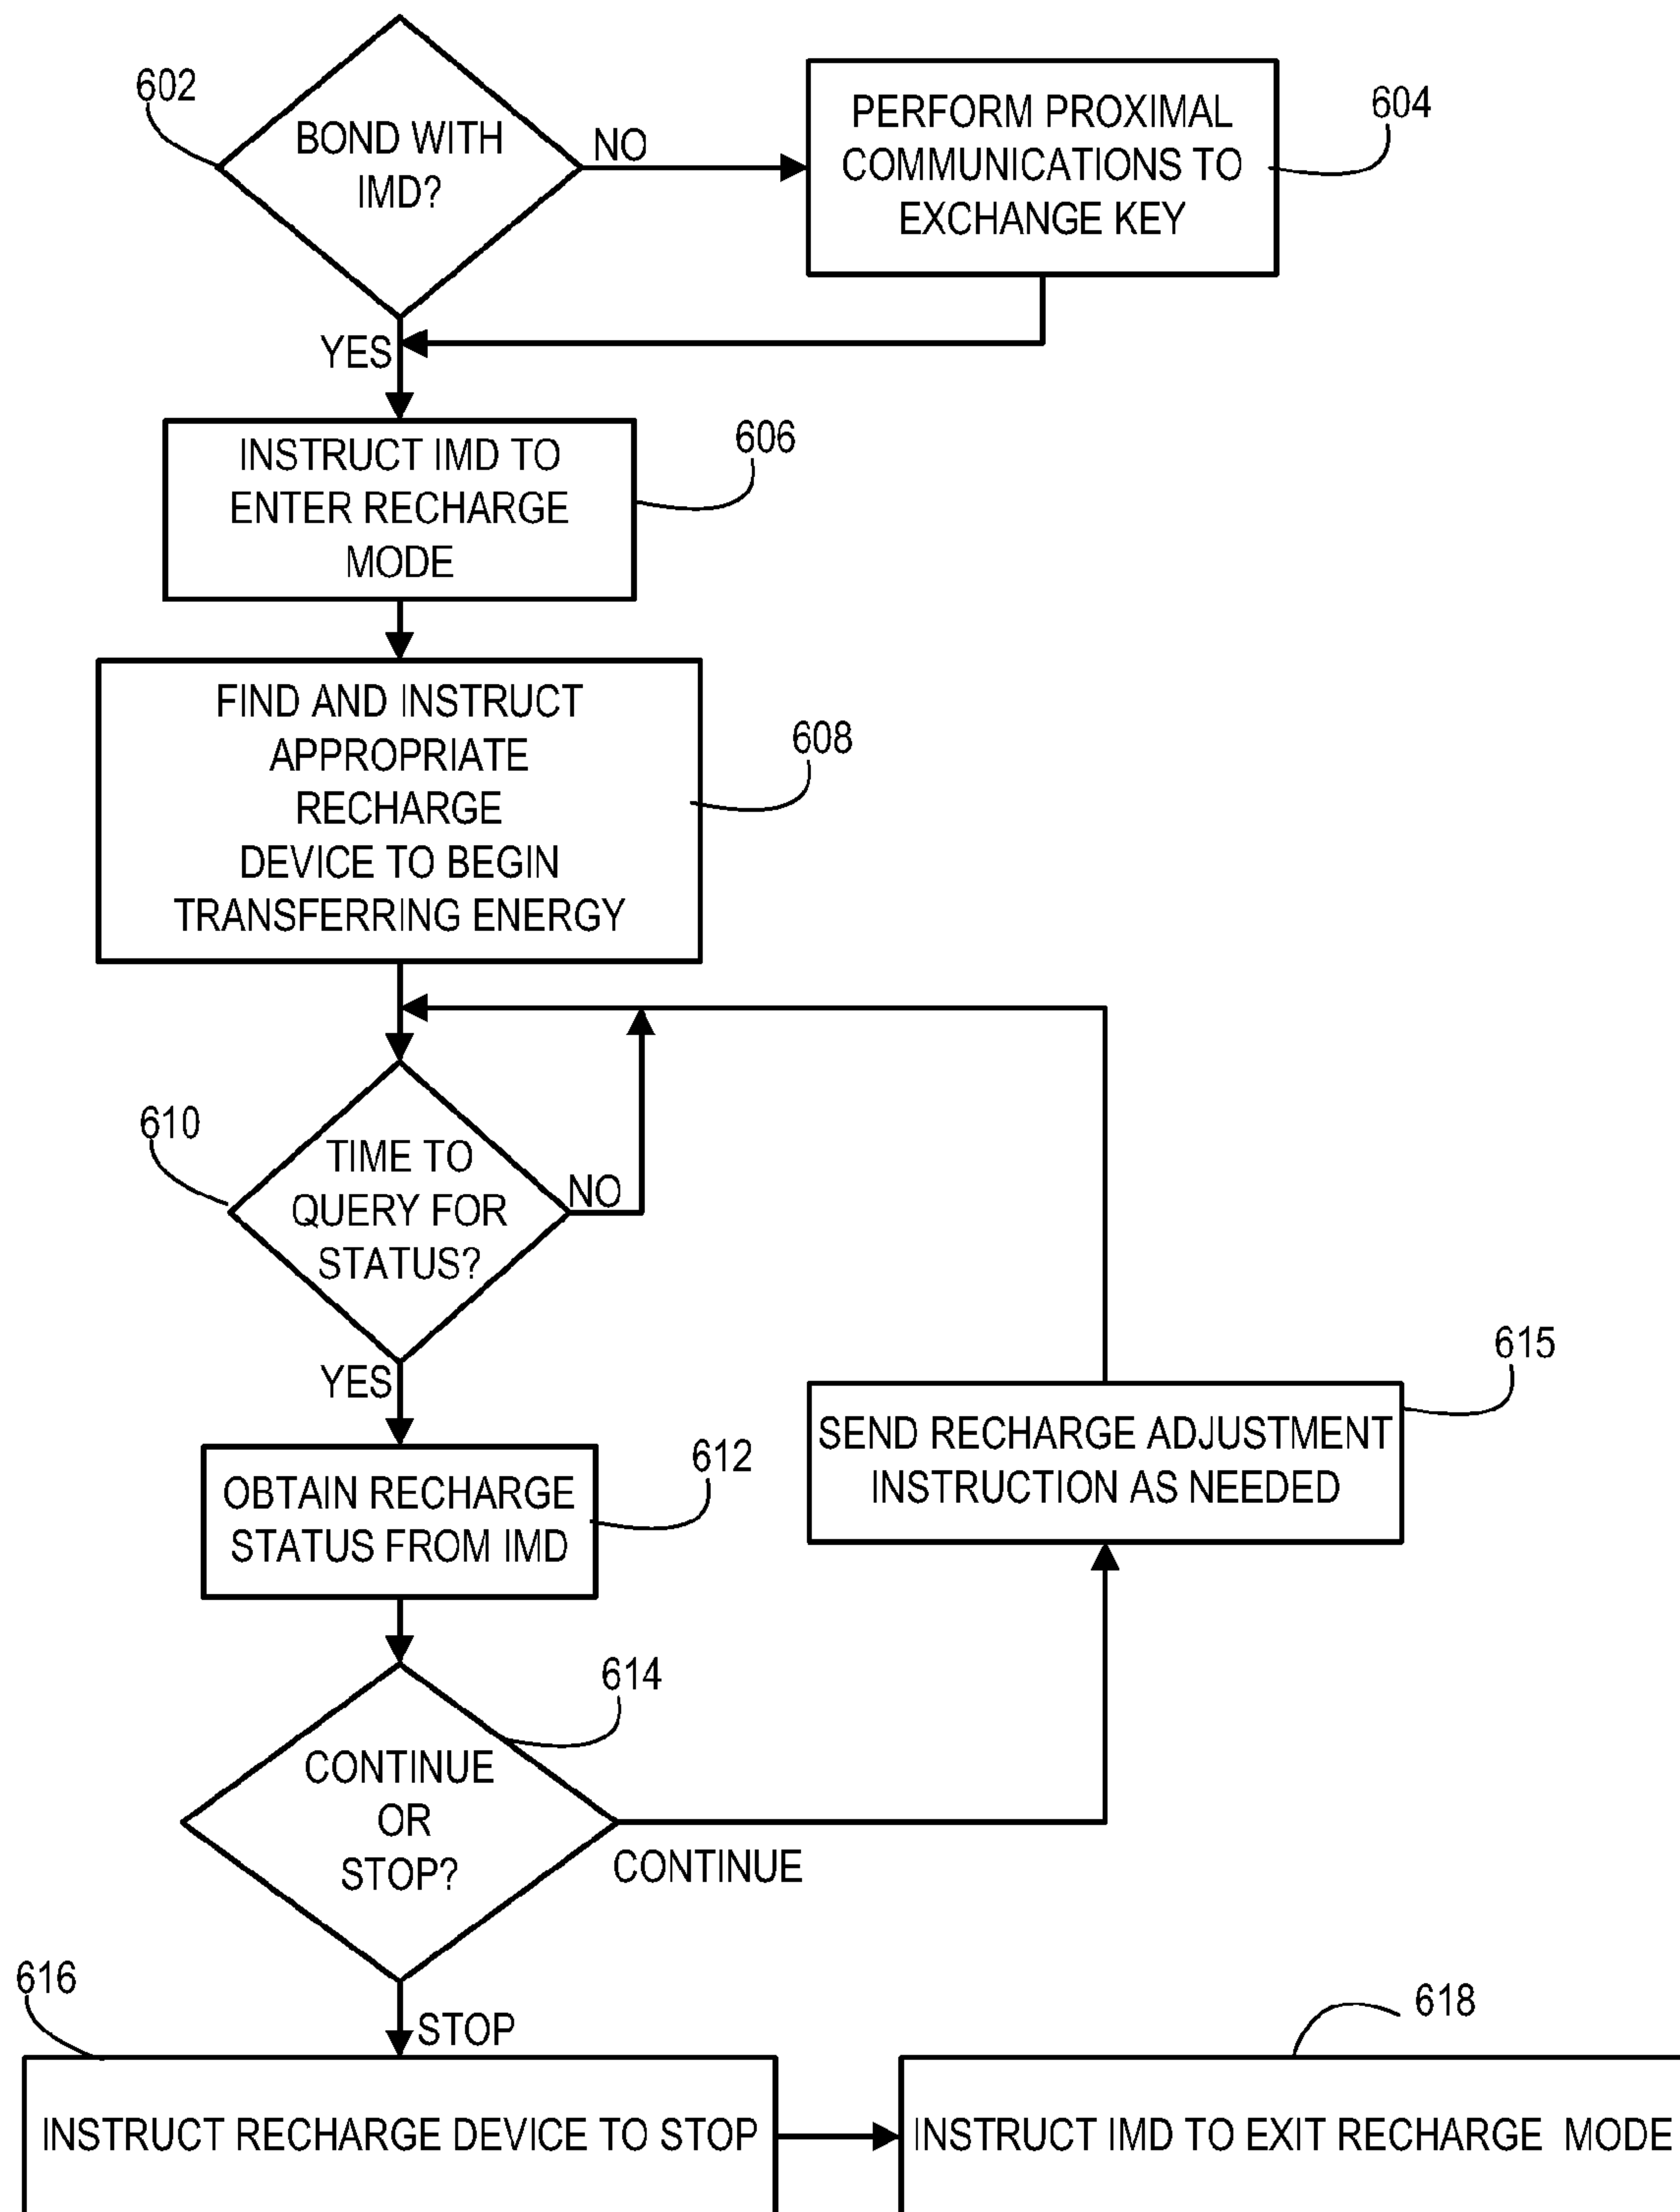 602
BOND WITH
IMD?
NO
PERFORM PROXIMAL
COMMUNICATIONS TO
EXCHANGE KEY
604
YES
INSTRUCT IMD TO
ENTER RECHARGE
MODE
606
FIND AND INSTRUCT
APPROPRIATE
RECHARGE
DEVICE TO BEGIN
TRANSFERRING ENERGY
608
610
TIME TO
QUERY FOR
STATUS?
NO
YES
OBTAIN RECHARGE
STATUS FROM IMD
612
SEND RECHARGE ADJUSTMENT
INSTRUCTION AS NEEDED
615
614
CONTINUE
OR
STOP?
CONTINUE
STOP
616
INSTRUCT RECHARGE DEVICE TO STOP
618
INSTRUCT IMD TO EXIT RECHARGE MODE